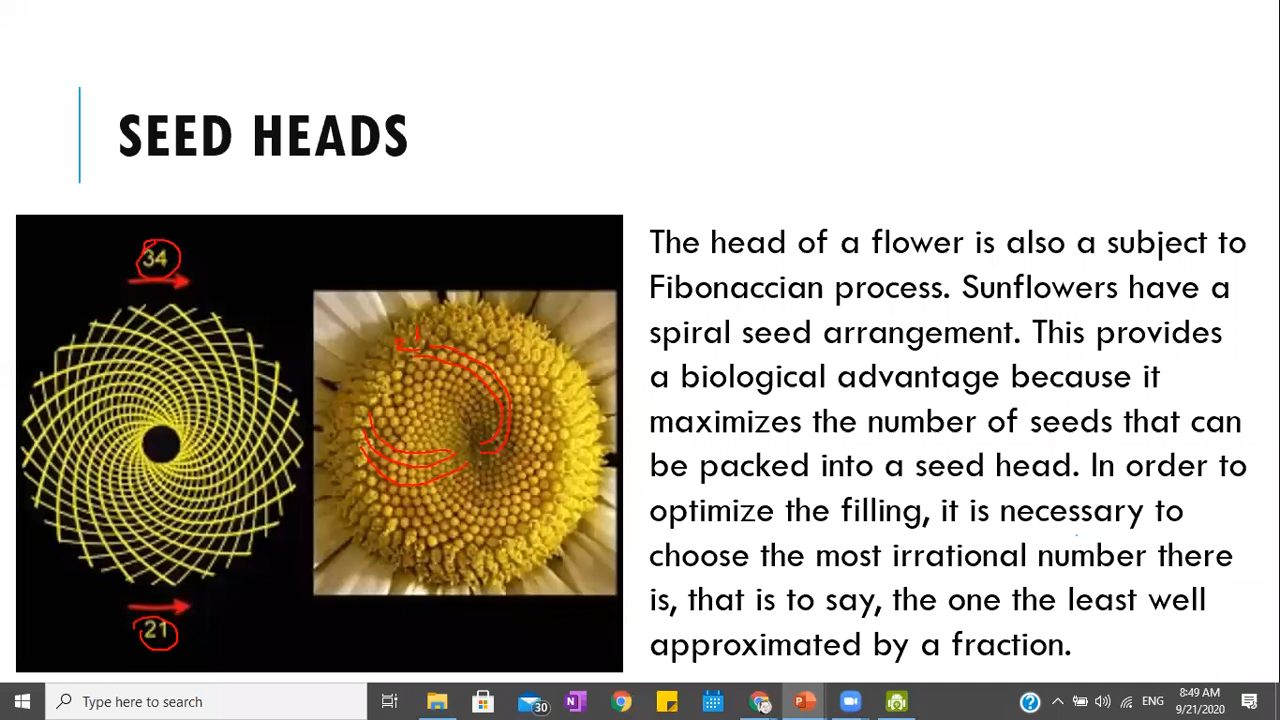 SEED HEADS
34
21
The head of a flower is also a subject to
Fibonaccian process. Sunflowers have a
spiral seed arrangement. This provides
a biological advantage because it
maximizes the number of seeds that can
be packed into a seed head. In order to
optimize the filling, it is necessary to
choose the most irrational number there
is, that is to say, the one the least well
approximated by a fraction.
Type here to search
30
ENG
8:49 AM
9/21/2020